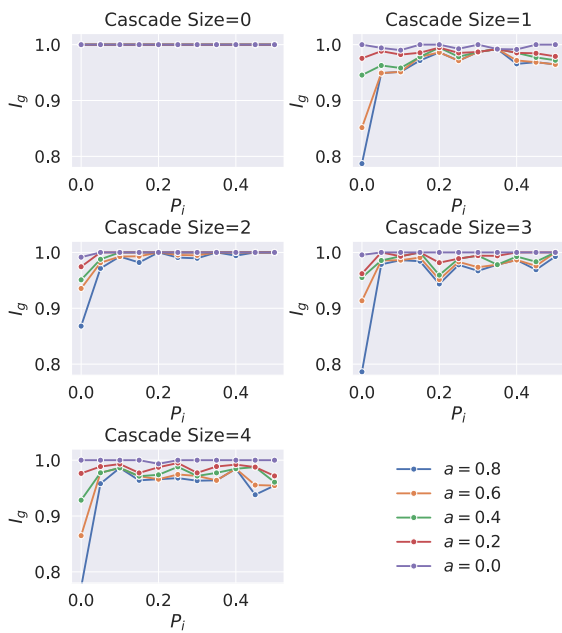 Cascade Size=0
1.0
0.9
0.8
I_g
0.0 0.2 0.4
P_i
Cascade Size=1
1.0
0.9
0.8
I_g
0.0 0.2 0.4
P_i
Cascade Size=2
1.0
0.9
0.8
I_g
0.0 0.2 0.4
P_i
Cascade Size=3
1.0
0.9
0.8
I_g
0.0 0.2 0.4
P_i
Cascade Size=4
1.0
0.9
0.8
I_g
0.0 0.2 0.4
P_i
a = 0.8
a = 0.6
a = 0.4
a = 0.2
a = 0.0